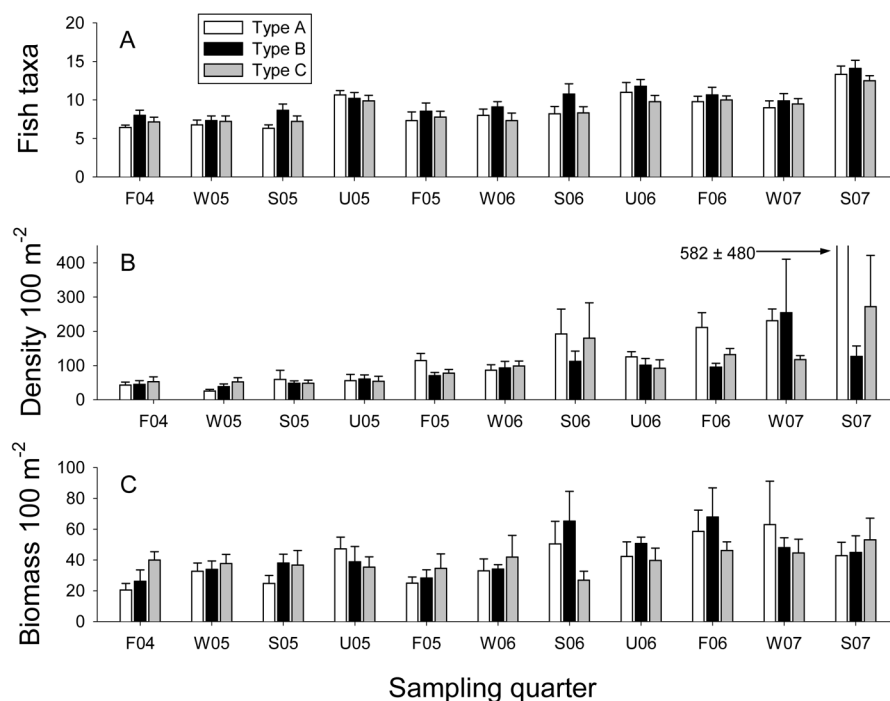 A
Type A
Type B
Type C
Fish taxa
20
15
10
5
0
F04 W05 S05 U05 F05 W06 S06 U06 F06 W07 S07
B
582 ± 480
Density 100 m⁻²
400
300
200
100
0
F04 W05 S05 U05 F05 W06 S06 U06 F06 W07 S07
C
Biomass 100 m⁻²
100
80
60
40
20
0
F04 W05 S05 U05 F05 W06 S06 U06 F06 W07 S07
Sampling quarter